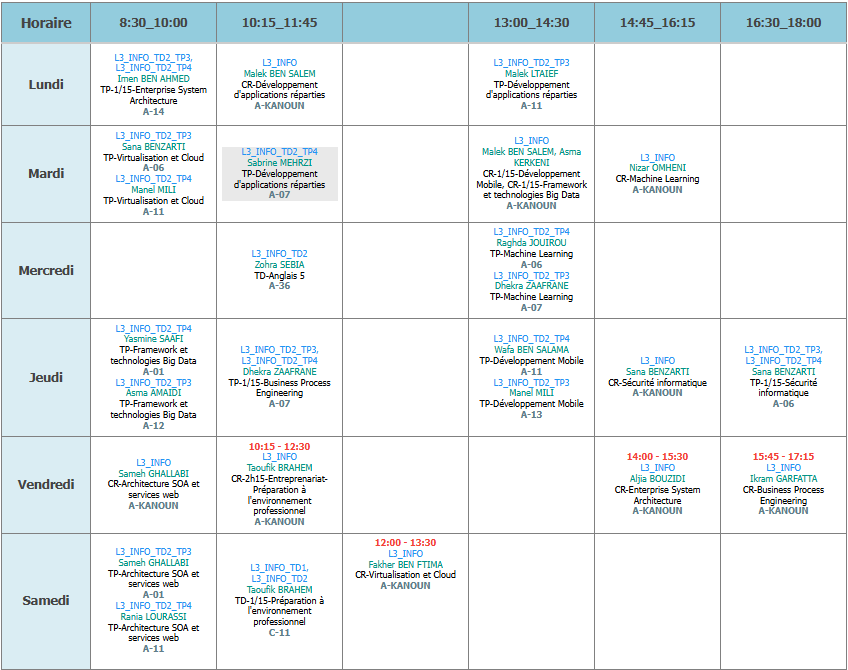 Horaire
8:30_10:00
10:15_11:45
13:00_14:30
14:45_16:15
16:30_18:00
Lundi
L3_INFO_TD2_TP3,
L3_INFO_TD2_TP4
Imen BEN AHMED
TP-1/15-Enterprise System
Architecture
A-14
L3_INFO
Malek BEN SALEM
CR-Développement
d'applications réparties
A-KANOUN
L3_INFO_TD2_TP3
Malek LTAIEF
TP-Développement
d'applications réparties
A-11
Mardi
L3_INFO_TD2_TP3
Sana BENZARTI
TP-Virtualisation et Cloud
A-06
L3_INFO_TD2_TP4
Manel MILI
TP-Virtualisation et Cloud
A-11
L3_INFO_TD2_TP4
Sabrine MEHRZI
TP-Développement
d'applications réparties
A-07
L3_INFO
Malek BEN SALEM, Asma
KERKENI
CR-1/15-Développement
Mobile, CR-1/15-Framework
et technologies Big Data
A-KANOUN
L3_INFO
Nizar OMHENI
CR-Machine Learning
A-KANOUN
Mercredi
L3_INFO_TD2
Zohra SEBIA
TD-Anglais 5
A-36
L3_INFO_TD2_TP4
Raghda JOUIROU
TP-Machine Learning
A-06
L3_INFO_TD2_TP3
Dhekra ZAAFRANE
TP-Machine Learning
A-07
Jeudi
L3_INFO_TD2_TP4
Yasmine SAAFI
TP-Framework et
technologies Big Data
A-01
L3_INFO_TD2_TP3
Asma AMAIDI
TP-Framework et
technologies Big Data
A-12
L3_INFO_TD2_TP3,
L3_INFO_TD2_TP4
Dhekra ZAAFRANE
TP-1/15-Business Process
Engineering
A-07
L3_INFO_TD2_TP4
Wafa BEN SALAMA
TP-Développement Mobile
A-11
L3_INFO_TD2_TP3
Manel MILI
TP-Développement Mobile
A-13
L3_INFO
Sana BENZARTI
CR-Sécurité informatique
A-KANOUN
L3_INFO_TD2_TP3,
L3_INFO_TD2_TP4
Sana BENZARTI
TP-1/15-Sécurité
informatique
A-06
Vendredi
L3_INFO
Sameh GHALLABI
CR-Architecture SOA et
services web
A-KANOUN
10:15 - 12:30
L3_INFO
Taoufik BRAHEM
CR-2h15-Entreprenariat-
Préparation à
l'environnement
professionnel
A-KANOUN
14:00 - 15:30
L3_INFO
Aljia BOUZIDI
CR-Enterprise System
Architecture
A-KANOUN
15:45 - 17:15
L3_INFO
Ikram GARFATTA
CR-Business Process
Engineering
A-KANOUN
Samedi
L3_INFO_TD2_TP3
Sameh GHALLABI
TP-Architecture SOA et
services web
A-01
L3_INFO_TD2_TP4
Rania LOURASSI
TP-Architecture SOA et
services web
A-11
L3_INFO_TD1,
L3_INFO_TD2
Taoufik BRAHEM
TD-1/15-Préparation à
l'environnement
professionnel
C-11
12:00 - 13:30
L3_INFO
Fakher BEN FTIMA
CR-Virtualisation et Cloud
A-KANOUN